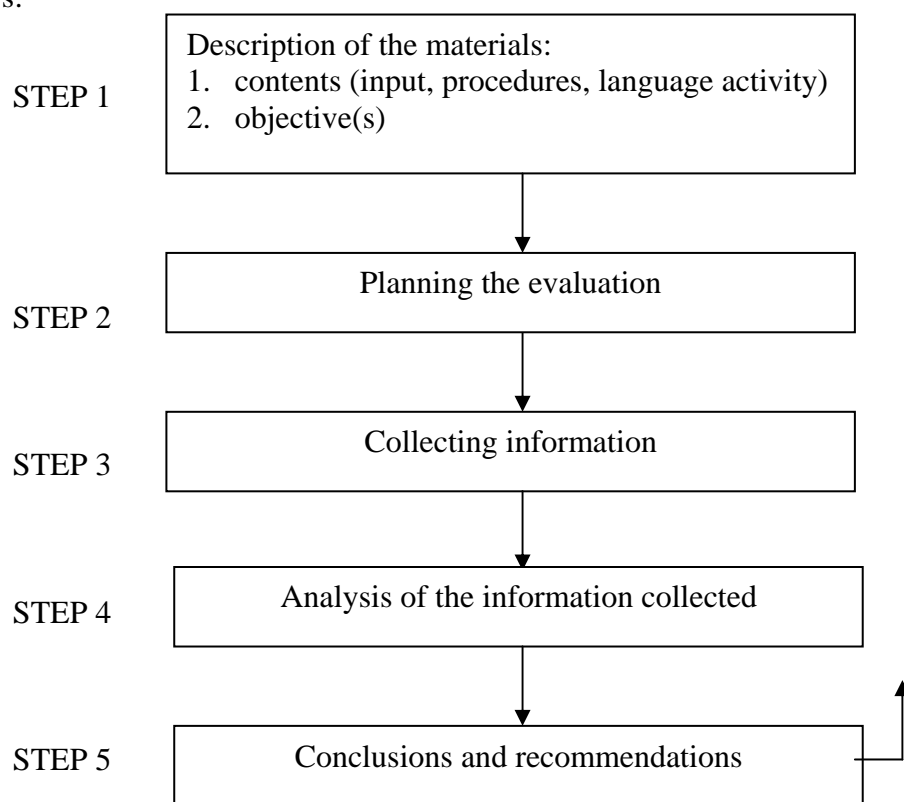 s:
STEP 1
Description of the materials:
1. contents (input, procedures, language activity)
2. objective(s)
STEP 2
Planning the evaluation
STEP 3
Collecting information
STEP 4
Analysis of the information collected
STEP 5
Conclusions and recommendations